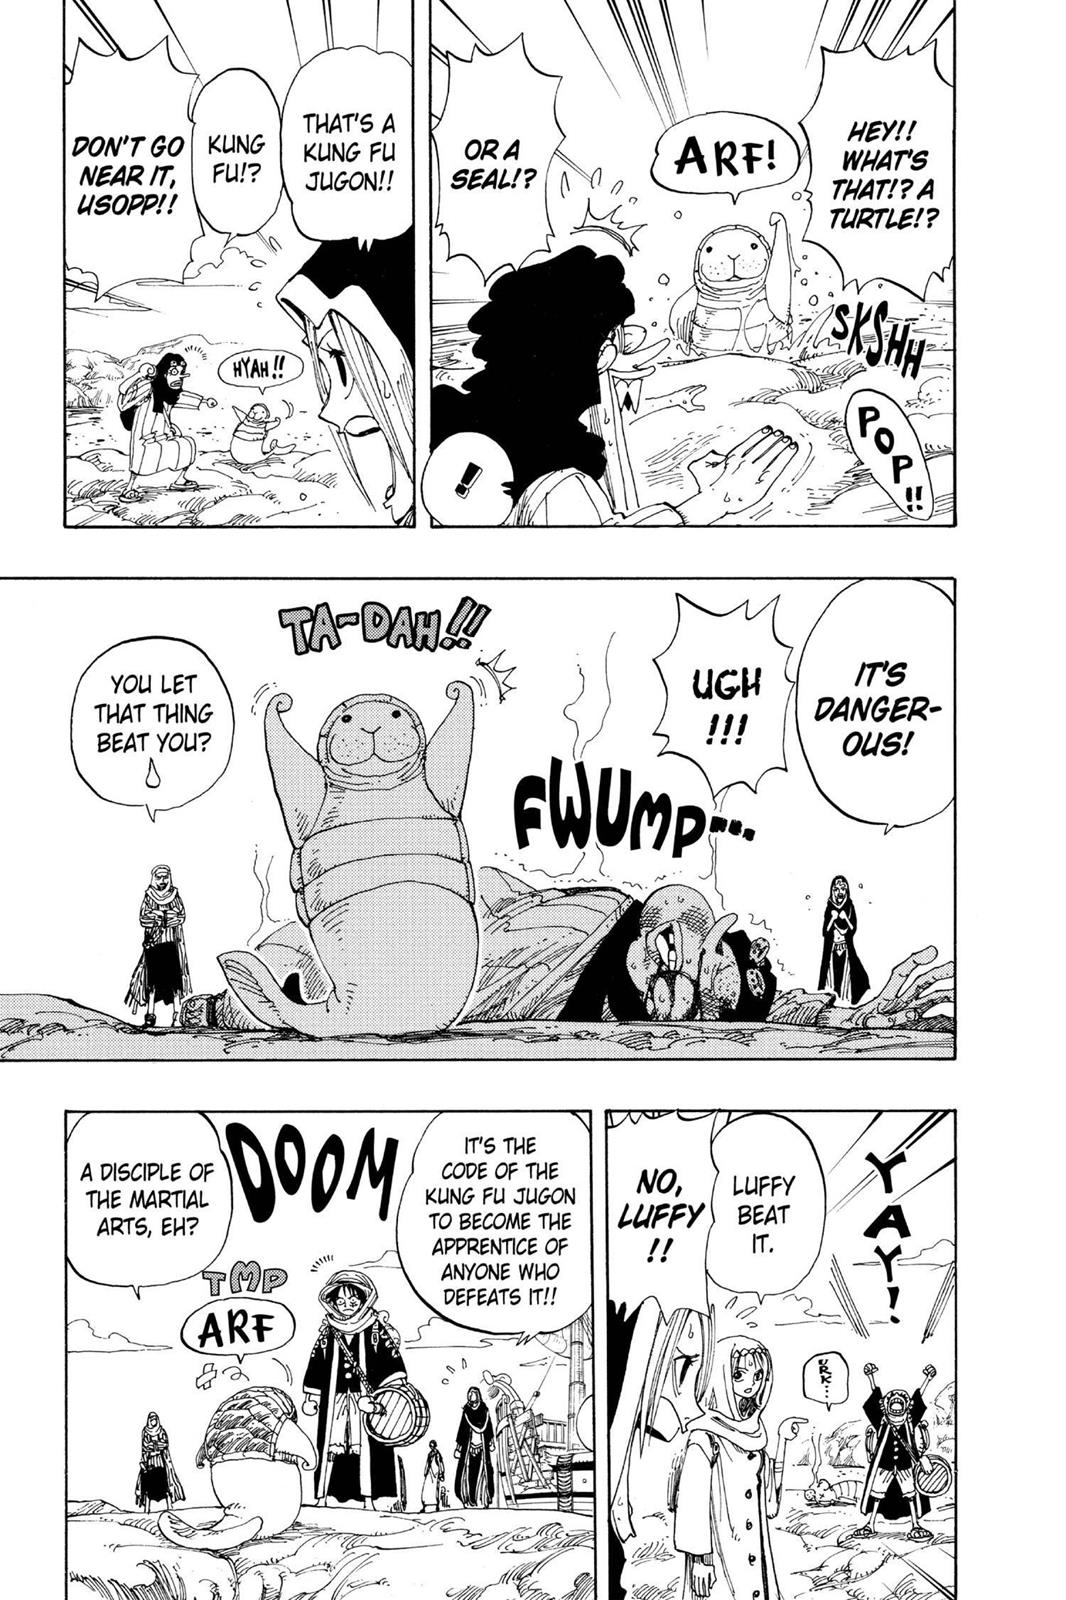 HEY!!
WHAT'S
THAT!? A
TURTLE!?
ARF!
OR A
SEAL!?
SKSHH
POP!!
!
THAT'S A
KUNG FU
JUGON!!
KUNG
FU!?
DON'T GO
NEAR IT,
USOPP!!
HYAH!!
IT'S
DANGER-
OUS!
UGH
!!!
FWUMP...
TA-DAH!!
YOU LET
THAT THING
BEAT YOU?
YAY!
LUFFY
BEAT
IT.
NO,
LUFFY
!!
URK...
IT'S THE
CODE OF THE
KUNG FU JUGON
TO BECOME THE
APPRENTICE OF
ANYONE WHO
DEFEATS IT!!
DOOM
A DISCIPLE OF
THE MARTIAL
ARTS, EH?
TMP
ARF